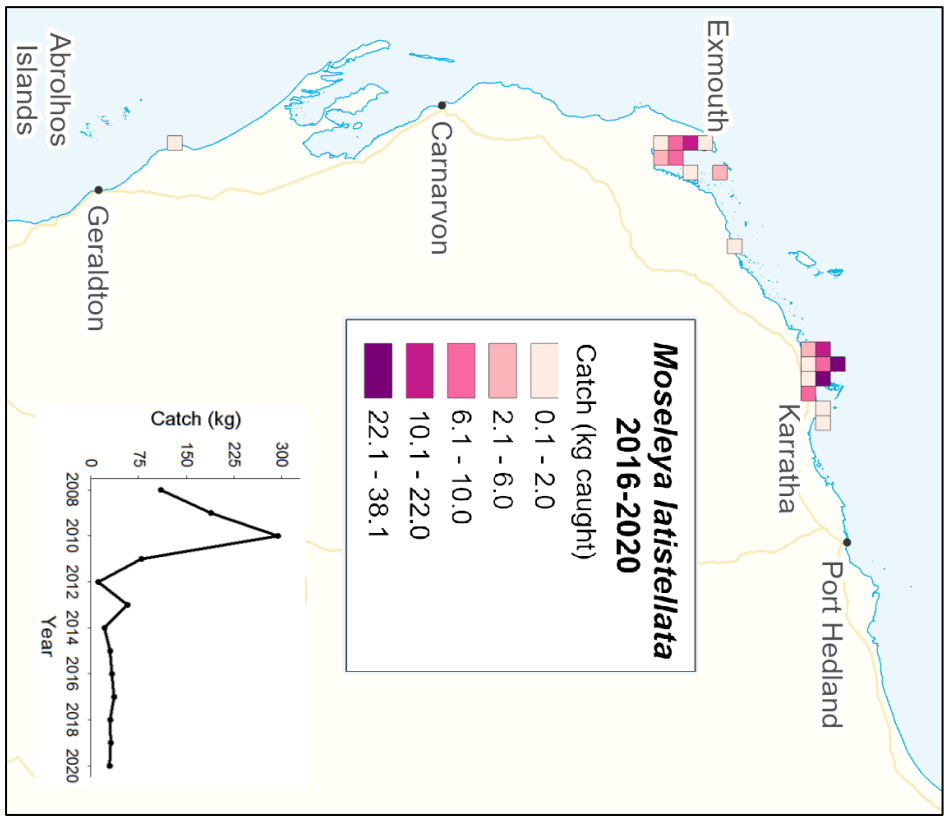 Port Hedland
Karratha
Exmouth
Carnarvon
Geraldton
Abrolhos
Islands
Moseleya latistellata
2016-2020
Catch (kg caught)
0.1 - 2.0
2.1 - 6.0
6.1 - 10.0
10.1 - 22.0
22.1 - 38.1
Catch (kg)
300
225
150
75
0
2008
2010
2012
2014
2016
2018
2020
Year